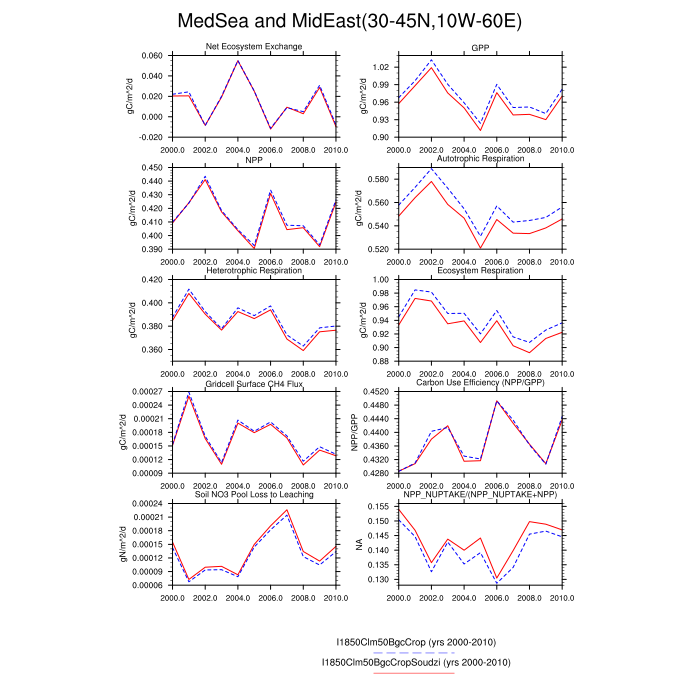 MedSea and MidEast(30-45N,10W-60E)
Net Ecosystem Exchange
gC/m^2/d
0.060
0.040
0.020
0.000
-0.020
2000.0 2002.0 2004.0 2006.0 2008.0 2010.0
GPP
gC/m^2/d
1.02
0.99
0.96
0.93
0.90
2000.0 2002.0 2004.0 2006.0 2008.0 2010.0
NPP
gC/m^2/d
0.450
0.440
0.430
0.420
0.410
0.400
0.390
2000.0 2002.0 2004.0 2006.0 2008.0 2010.0
Autotrophic Respiration
gC/m^2/d
0.580
0.560
0.540
0.520
2000.0 2002.0 2004.0 2006.0 2008.0 2010.0
Heterotrophic Respiration
gC/m^2/d
0.420
0.400
0.380
0.360
2000.0 2002.0 2004.0 2006.0 2008.0 2010.0
Ecosystem Respiration
gC/m^2/d
1.00
0.98
0.96
0.94
0.92
0.90
0.88
2000.0 2002.0 2004.0 2006.0 2008.0 2010.0
Gridcell Surface CH4 Flux
gC/m^2/d
0.00027
0.00024
0.00021
0.00018
0.00015
0.00012
0.00009
2000.0 2002.0 2004.0 2006.0 2008.0 2010.0
Carbon Use Efficiency (NPP/GPP)
NPP/GPP
0.4520
0.4480
0.4440
0.4400
0.4360
0.4320
0.4280
2000.0 2002.0 2004.0 2006.0 2008.0 2010.0
Soil NO3 Pool Loss to Leaching
gN/m^2/d
0.00024
0.00021
0.00018
0.00015
0.00012
0.00009
0.00006
2000.0 2002.0 2004.0 2006.0 2008.0 2010.0
NPP_NUPTAKE/(NPP_NUPTAKE+NPP)
NA
0.155
0.150
0.145
0.140
0.135
0.130
2000.0 2002.0 2004.0 2006.0 2008.0 2010.0
I1850Clm50BgcCrop (yrs 2000-2010)
I1850Clm50BgcCropSoudzi (yrs 2000-2010)